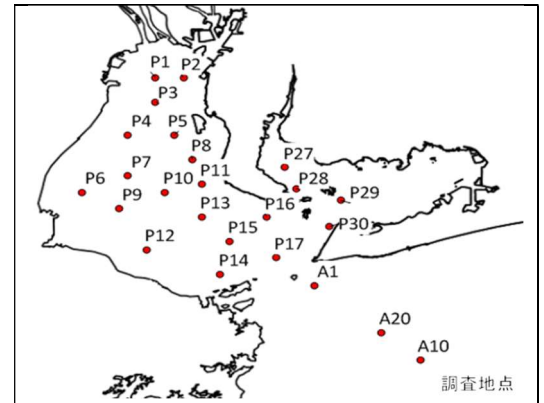 P1 P2
P3
P4 P5
P8
P27
P7 P11
P28
P6 P10 P29
P9
P13 P16 P30
P15
P12 P17
P14 A1
A20
A10
調査地点